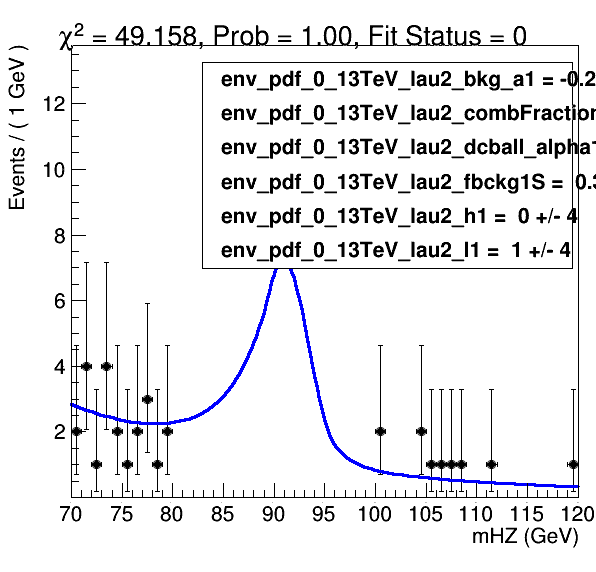 χ² = 49.158, Prob = 1.00, Fit Status = 0
env_pdf_0_13TeV_lau2_bkg_a1 = -0.2
env_pdf_0_13TeV_lau2_combFraction
env_pdf_0_13TeV_lau2_dcball_alpha1
env_pdf_0_13TeV_lau2_fbckg1S = 0.3
env_pdf_0_13TeV_lau2_h1 = 0 +/- 4
env_pdf_0_13TeV_lau2_l1 = 1 +/- 4
Events / ( 1 GeV )
12
10
8
6
4
2
70 75 80 85 90 95 100 105 110 115 120
mHZ (GeV)